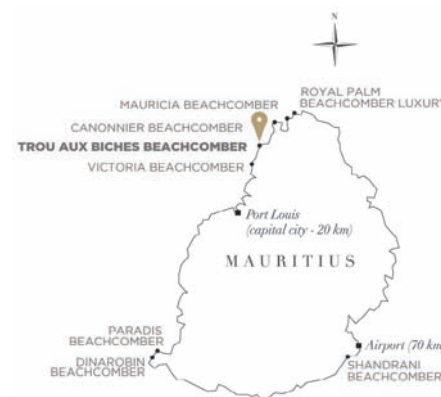 N
ROYAL PALM
BEACHCOMBER LUXURY
MAURICIA BEACHCOMBER
CANONNIER BEACHCOMBER
TROU AUX BICHES BEACHCOMBER
VICTORIA BEACHCOMBER
Port Louis
(capital city - 20 km)
MAURITIUS
PARADIS
BEACHCOMBER
DINAROBIN
BEACHCOMBER
Airport (70 km
SHANDRANI
BEACHCOMBER